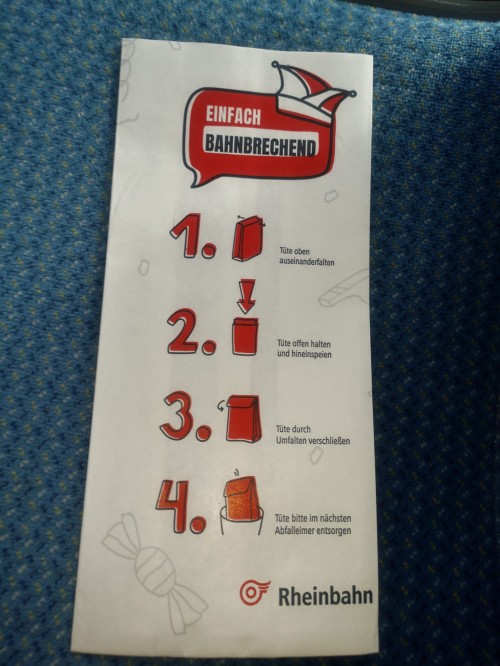 EINFACH
BAHNBRECHEND
1.
Tüte oben
auseinanderfalten
2.
Tüte offen halten
und hineinspeien
3.
Tüte durch
Umfalten verschließen
4.
Tüte bitte im nächsten
Abfalleimer entsorgen
Rheinbahn